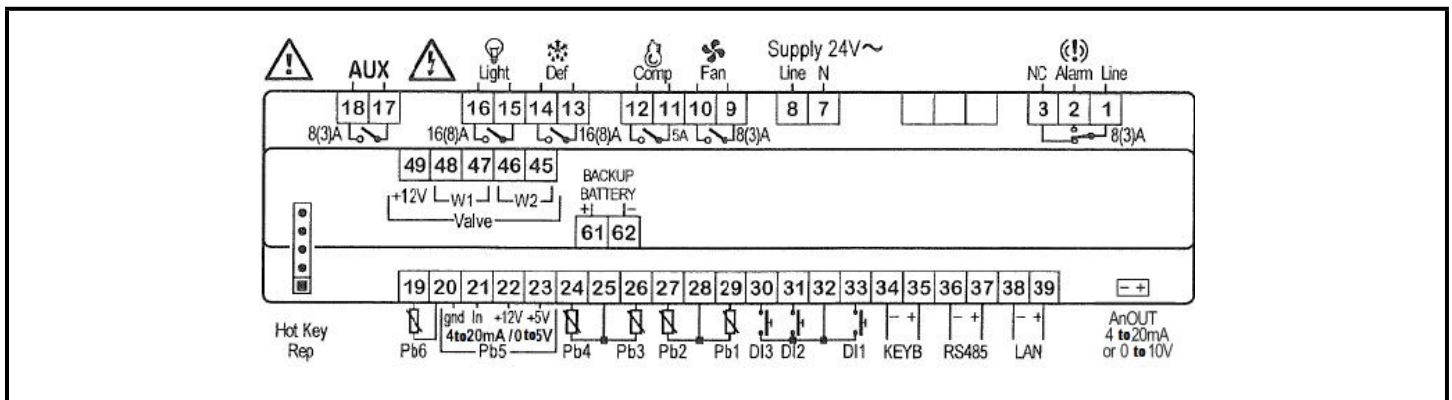 Supply 24V～
AUX Light Def Comp Fan Line N NC Alarm Line
18 17 16 15 14 13 12 11 10 9 8 7 3 2 1
8(3)A 16(8)A 16(8)A 5A 8(3)A 8(3)A
49 48 47 46 45
+12V W1 W2
Valve
BACKUP
BATTERY
+ -
61 62
19 20 21 22 23 24 25 26 27 28 29 30 31 32 33 34 35 36 37 38 39 - +
gnd In +12V +5V - + - + - +
4to20mA / 0to5V
Pb6 Pb5 Pb4 Pb3 Pb2 Pb1 DI3 DI2 DI1 KEYB RS485 LAN
Hot Key
Rep
AnOUT
4 to 20mA
or 0 to 10V